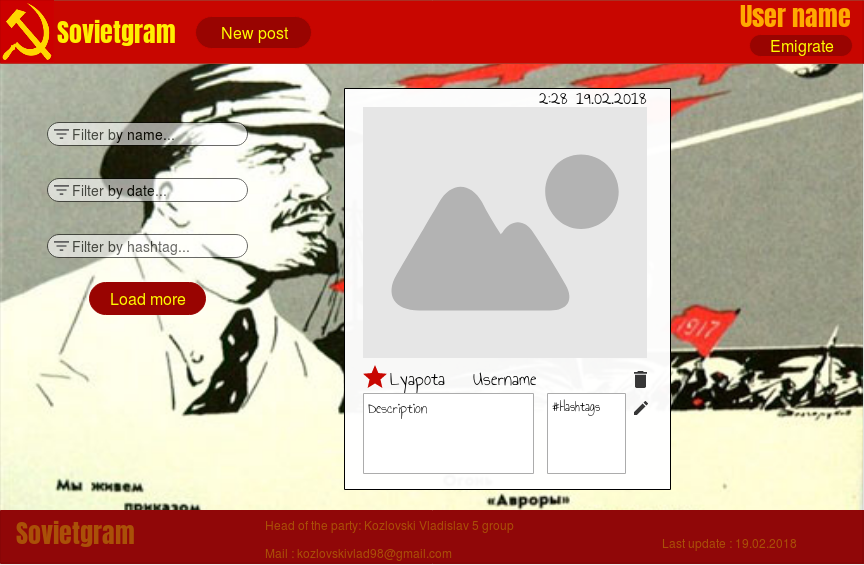 Sovietgram
New post
User name
Emigrate
2:28 19.02.2018
Filter by name...
Filter by date...
Filter by hashtag...
Load more
1917
Lyapota
Username
Description
#Hashtags
Мы живем
приказом
«Авроры»
Sovietgram
Head of the party: Kozlovski Vladislav 5 group
Mail : kozlovskivlad98@gmail.com
Last update : 19.02.2018